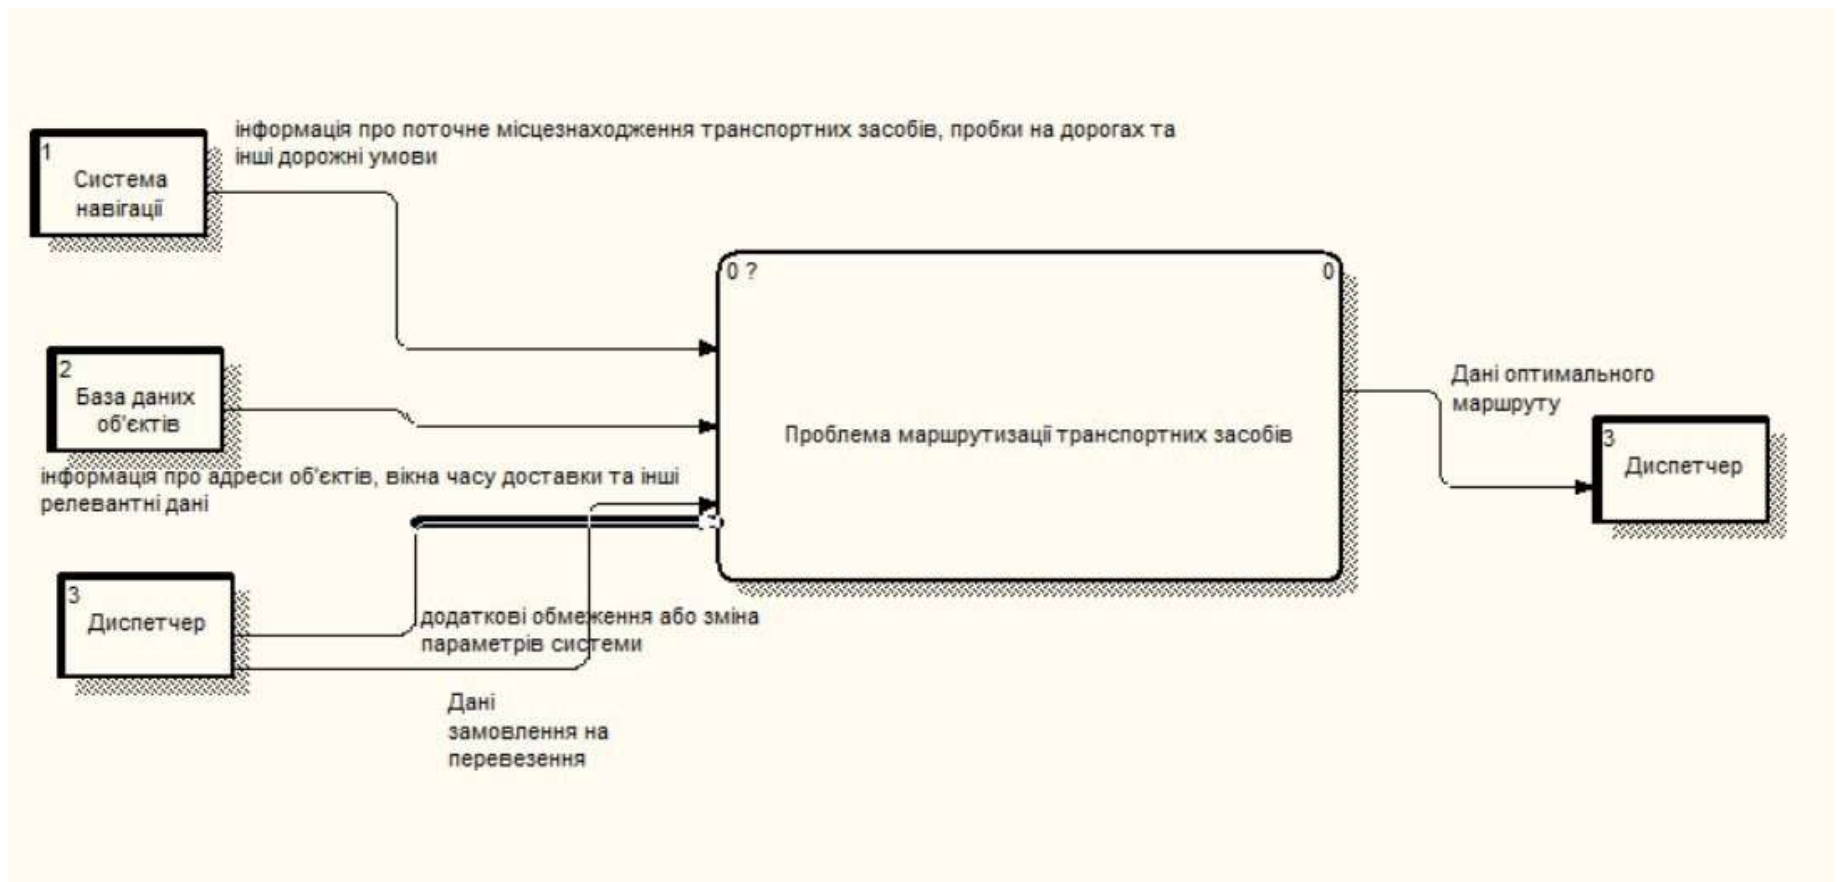 інформація про поточне місцезнаходження транспортних засобів, пробки на дорогах та
інші дорожні умови
1
Система
навігації
0 ?
0
2
База даних
об'єктів
Проблема маршрутизації транспортних засобів
Дані оптимального
маршруту
3
Диспетчер
інформація про адреси об'єктів, вікна часу доставки та інші
релевантні дані
3
Диспетчер
додаткові обмеження або зміна
параметрів системи
Дані
замовлення на
перевезення